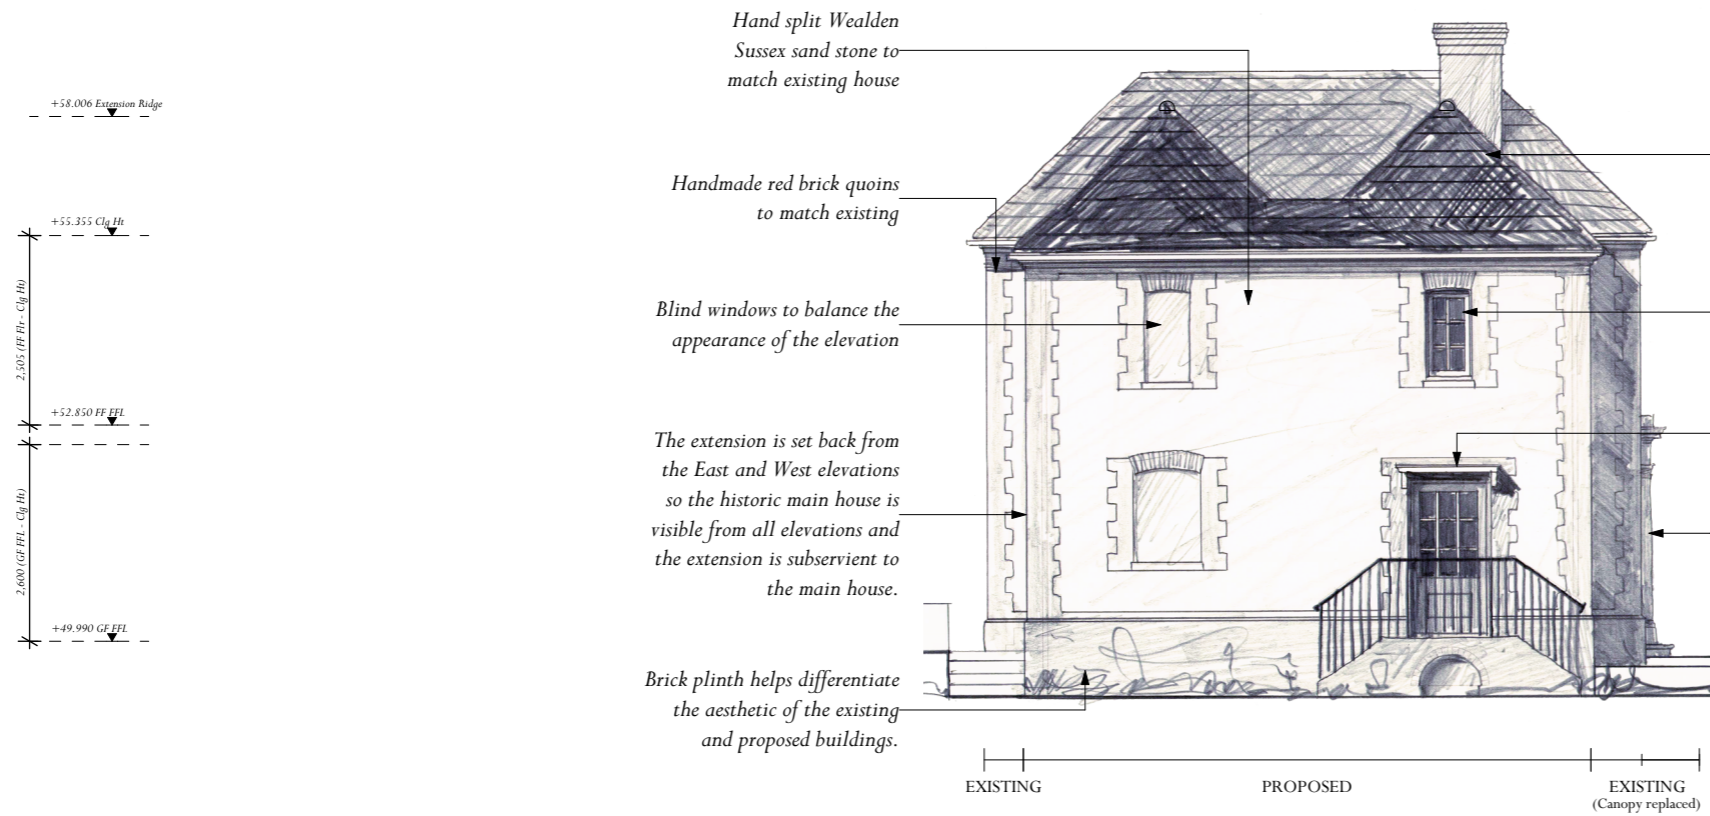 +58.006 Extension Ridge
+55.355 Clg Ht
2,505 (FF Flr - Clg Ht)
+52.850 FF FFL
2,600 (GF FFL - Clg Ht)
+49.990 GF FFL
Hand split Wealden
Sussex sand stone to
match existing house
Handmade red brick quoins
to match existing
Blind windows to balance the
appearance of the elevation
The extension is set back from
the East and West elevations
so the historic main house is
visible from all elevations and
the extension is subservient to
the main house.
Brick plinth helps differentiate
the aesthetic of the existing
and proposed buildings.
EXISTING
PROPOSED
EXISTING
(Canopy replaced)